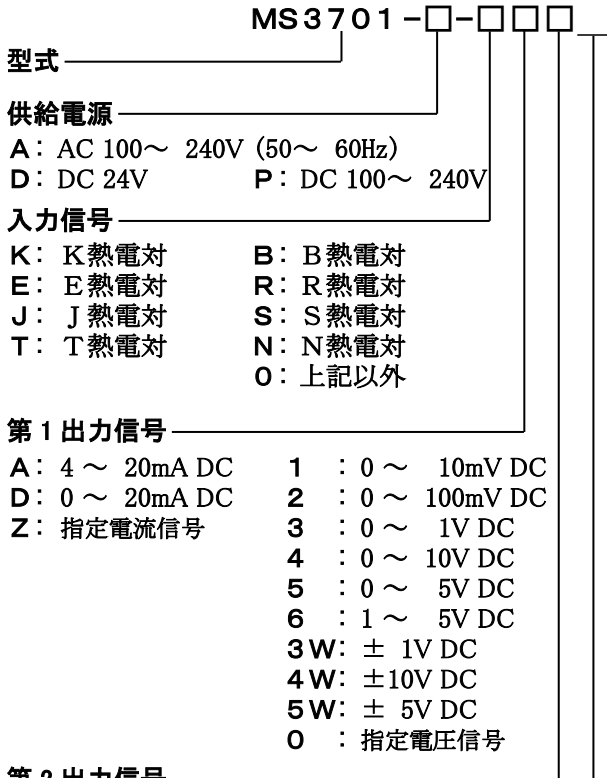 MS3701-□-□□□
型式
供給電源
A： AC 100～ 240V (50～ 60Hz)
D： DC 24V P： DC 100～ 240V
入力信号
K： K熱電対 B： B熱電対
E： E熱電対 R： R熱電対
J： J熱電対 S： S熱電対
T： T熱電対 N： N熱電対
0： 上記以外
第1出力信号
A： 4～ 20mA DC 1 ：0～ 10mV DC
D： 0～ 20mA DC 2 ：0～ 100mV DC
Z： 指定電流信号 3 ：0～ 1V DC
4 ：0～ 10V DC
5 ：0～ 5V DC
6 ：1～ 5V DC
3W： ± 1V DC
4W： ±10V DC
5W： ± 5V DC
0 ：指定電圧信号
第2出力信号